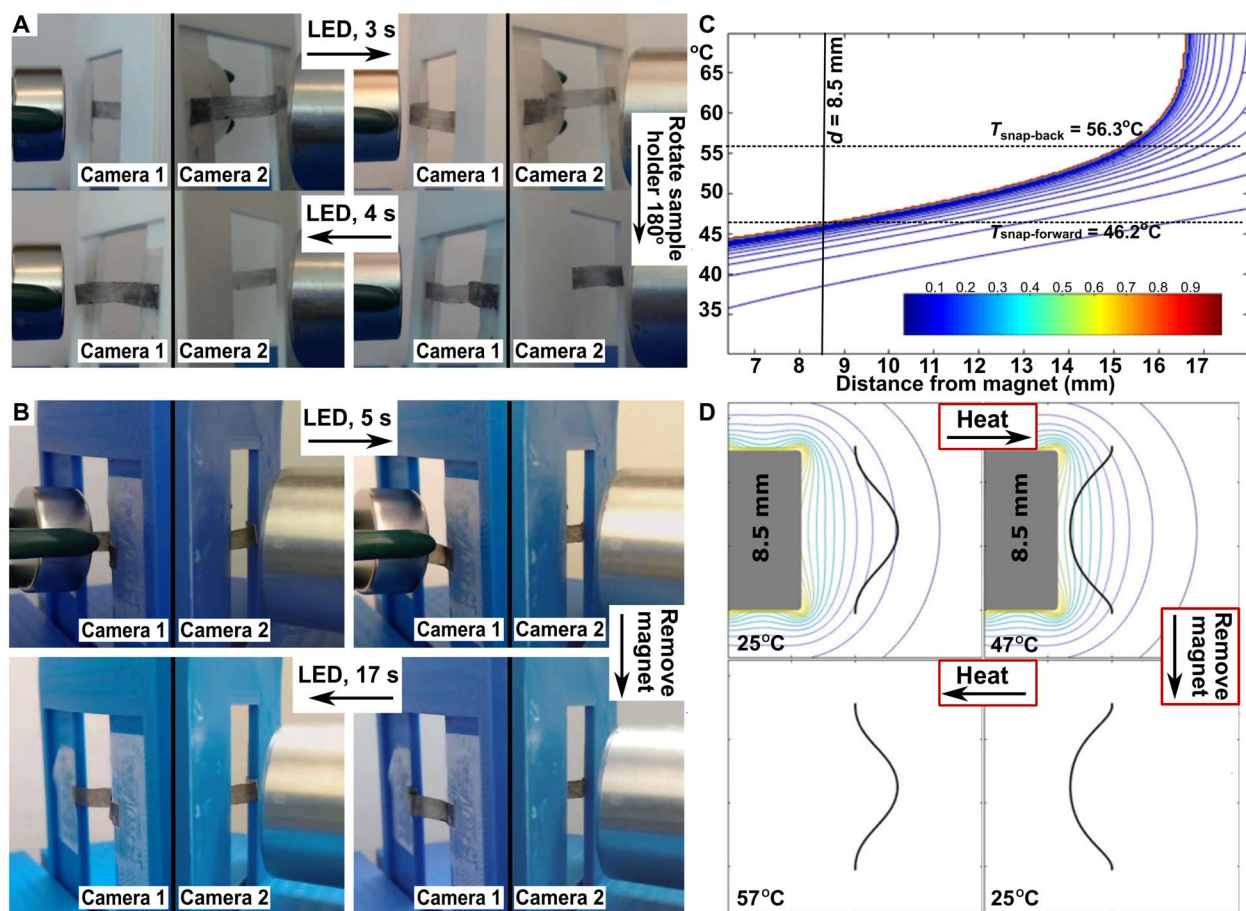 A
LED, 3 s
Camera 1
Camera 2
Camera 1
Camera 2
Rotate sample
holder 180°
LED, 4 s
Camera 1
Camera 2
Camera 1
Camera 2
B
LED, 5 s
Camera 1
Camera 2
Camera 1
Camera 2
Remove
magnet
LED, 17 s
Camera 1
Camera 2
Camera 1
Camera 2
C
°C
65
60
55
50
45
40
35
d = 8.5 mm
Tsnap-back = 56.3°C
Tsnap-forward = 46.2°C
0.1 0.2 0.3 0.4 0.5 0.6 0.7 0.8 0.9
7 8 9 10 11 12 13 14 15 16 17
Distance from magnet (mm)
D
Heat
8.5 mm
25°C
8.5 mm
47°C
Remove
magnet
Heat
57°C
25°C